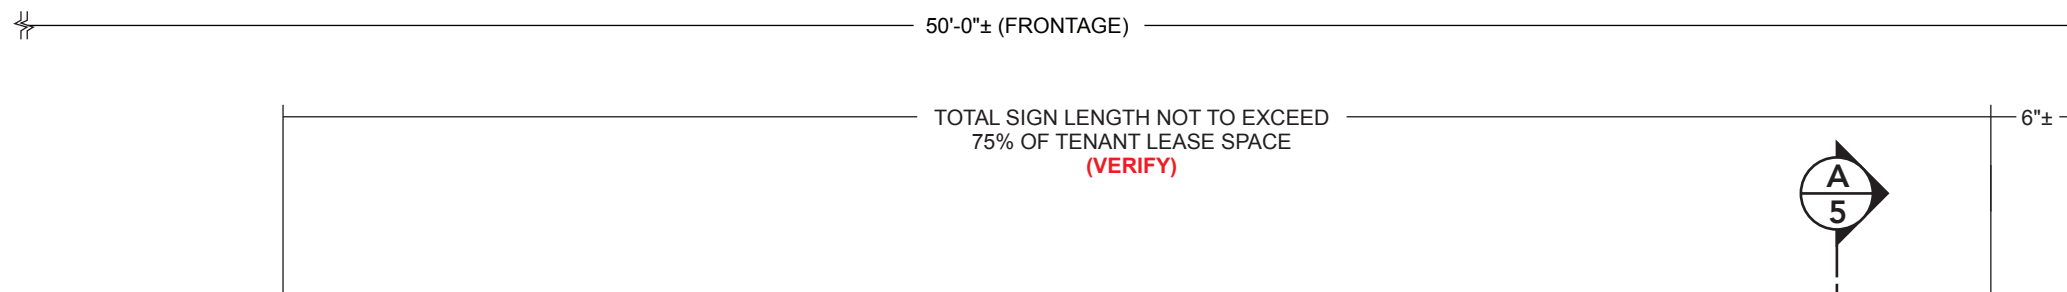 50'-0"± (FRONTAGE)
TOTAL SIGN LENGTH NOT TO EXCEED
6"±
75% OF TENANT LEASE SPACE
(VERIFY)
A
5